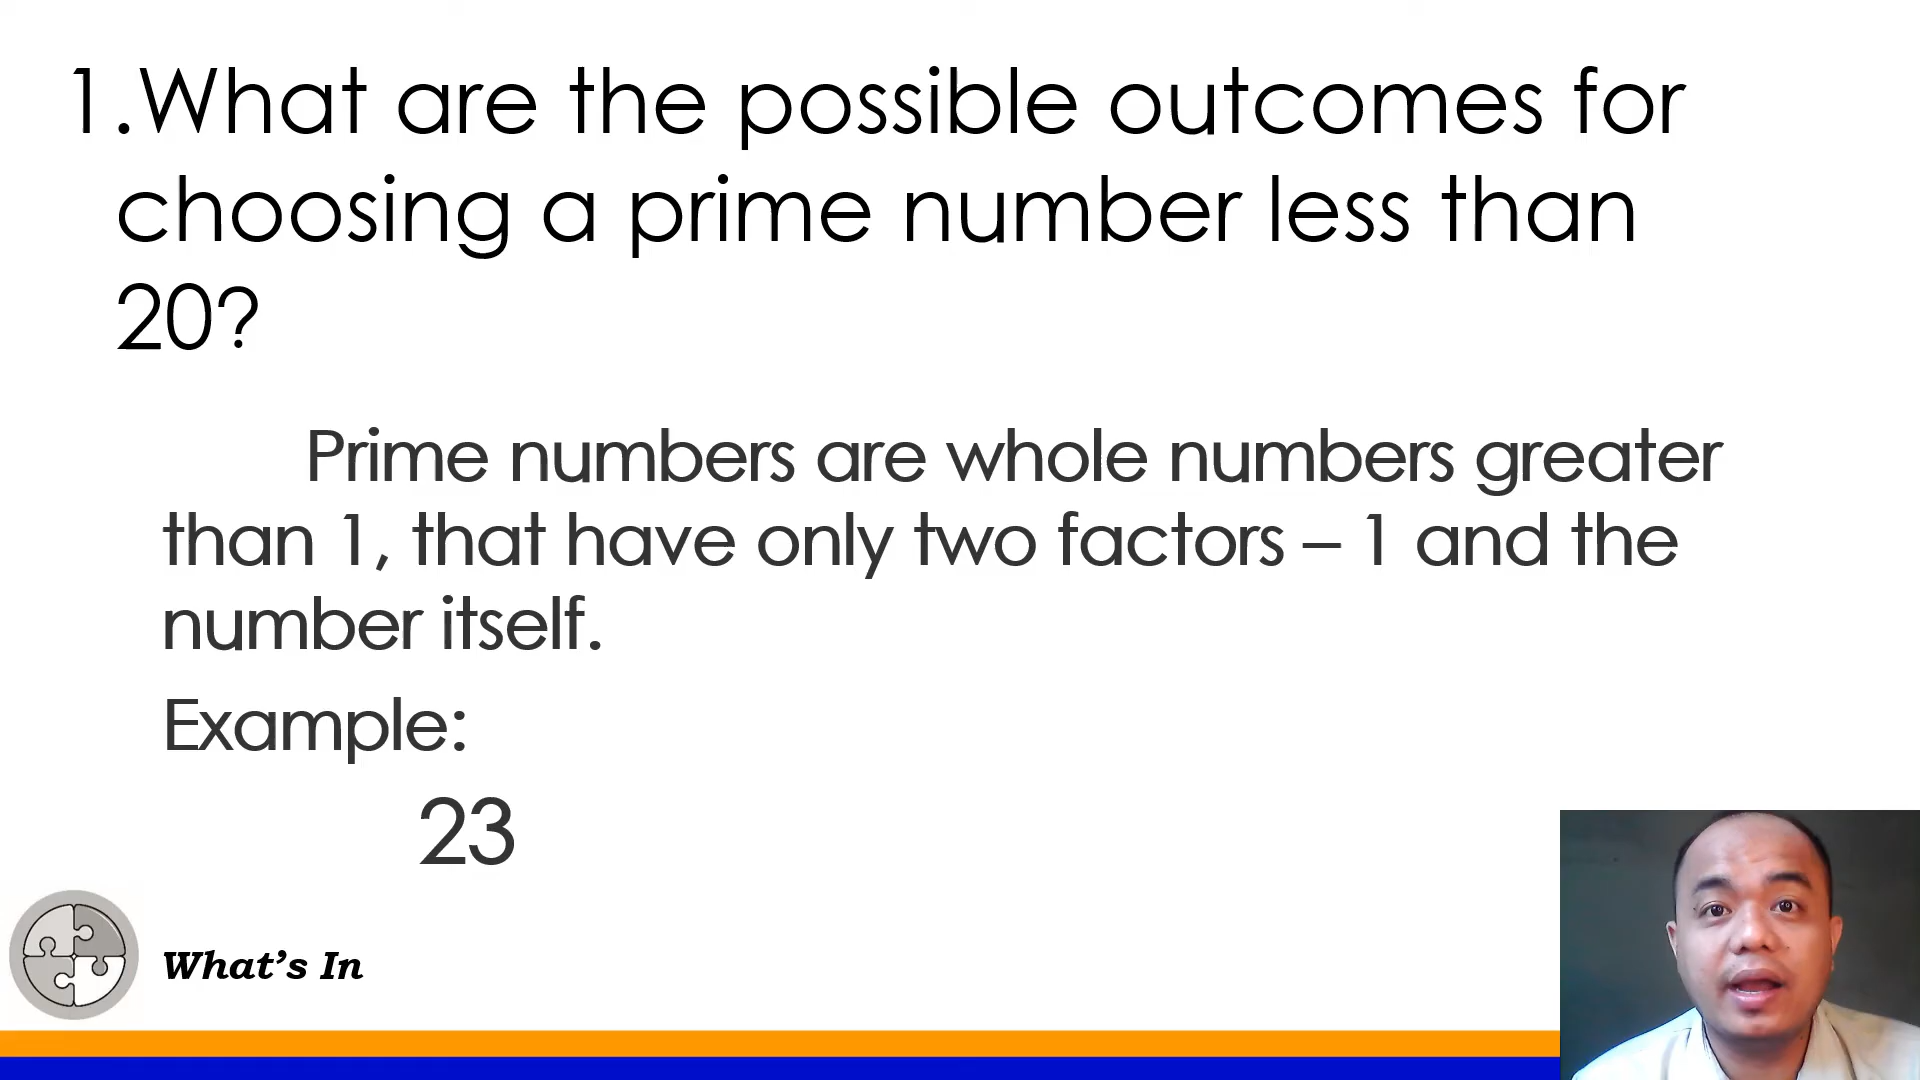 1.What are the possible outcomes for
choosing a prime number less than
20?
Prime numbers are whole numbers greater
than 1, that have only two factors – 1 and the
number itself.
Example:
23
What's In